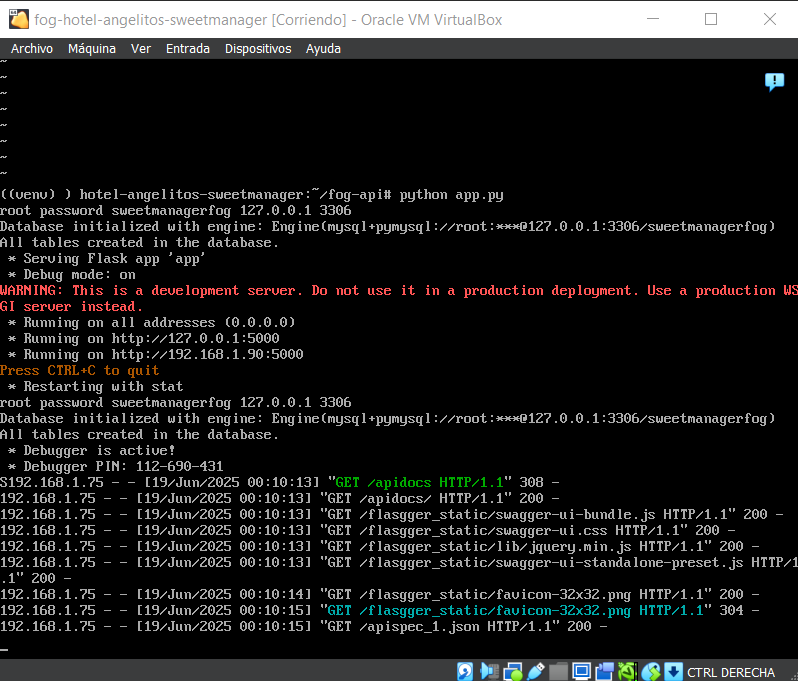 fog-hotel-angelitos-sweetmanager [Corriendo] - Oracle VM VirtualBox
Archivo Máquina Ver Entrada Dispositivos Ayuda
~
~
~
~
~
~
~
~
((venv) ) hotel-angelitos-sweetmanager:~/fog-api# python app.py
root password sweetmanagerfog 127.0.0.1 3306
Database initialized with engine: Engine(mysql+pymysql://root:***@127.0.0.1:3306/sweetmanagerfog)
All tables created in the database.
* Serving Flask app 'app'
* Debug mode: on
WARNING: This is a development server. Do not use it in a production deployment. Use a production WS
GI server instead.
* Running on all addresses (0.0.0.0)
* Running on http://127.0.0.1:5000
* Running on http://192.168.1.90:5000
Press CTRL+C to quit
* Restarting with stat
root password sweetmanagerfog 127.0.0.1 3306
Database initialized with engine: Engine(mysql+pymysql://root:***@127.0.0.1:3306/sweetmanagerfog)
All tables created in the database.
* Debugger is active!
* Debugger PIN: 112-690-431
S192.168.1.75 - - [19/Jun/2025 00:10:13] "GET /apidocs HTTP/1.1" 308 -
192.168.1.75 - - [19/Jun/2025 00:10:13] "GET /apidocs/ HTTP/1.1" 200 -
192.168.1.75 - - [19/Jun/2025 00:10:13] "GET /flasgger_static/swagger-ui-bundle.js HTTP/1.1" 200 -
192.168.1.75 - - [19/Jun/2025 00:10:13] "GET /flasgger_static/swagger-ui.css HTTP/1.1" 200 -
192.168.1.75 - - [19/Jun/2025 00:10:13] "GET /flasgger_static/lib/jquery.min.js HTTP/1.1" 200 -
192.168.1.75 - - [19/Jun/2025 00:10:13] "GET /flasgger_static/swagger-ui-standalone-preset.js HTTP/1
.1" 200 -
192.168.1.75 - - [19/Jun/2025 00:10:14] "GET /flasgger_static/favicon-32x32.png HTTP/1.1" 200 -
192.168.1.75 - - [19/Jun/2025 00:10:15] "GET /flasgger_static/favicon-32x32.png HTTP/1.1" 304 -
192.168.1.75 - - [19/Jun/2025 00:10:15] "GET /apispec_1.json HTTP/1.1" 200 -
CTRL DERECHA